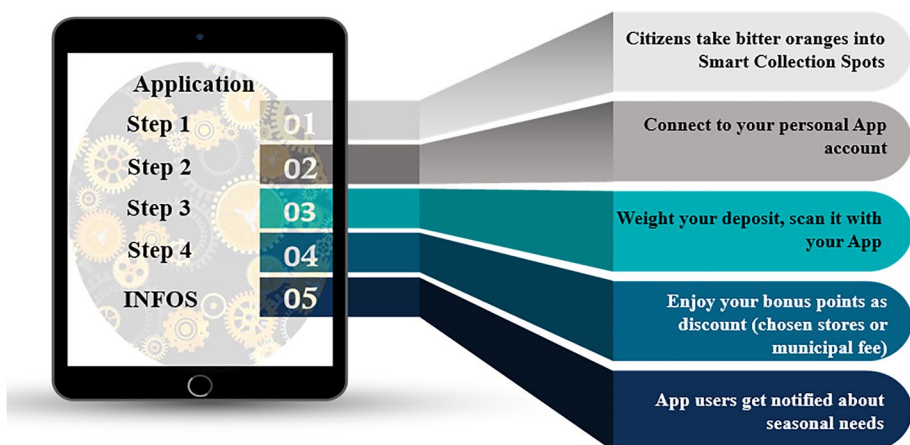 Application
Step 1
01
Step 2
02
Step 3
03
Step 4
04
INFOS
05
Citizens take bitter oranges into
Smart Collection Spots
Connect to your personal App
account
Weight your deposit, scan it with
your App
Enjoy your bonus points as
discount (chosen stores or
municipal fee)
App users get notified about
seasonal needs